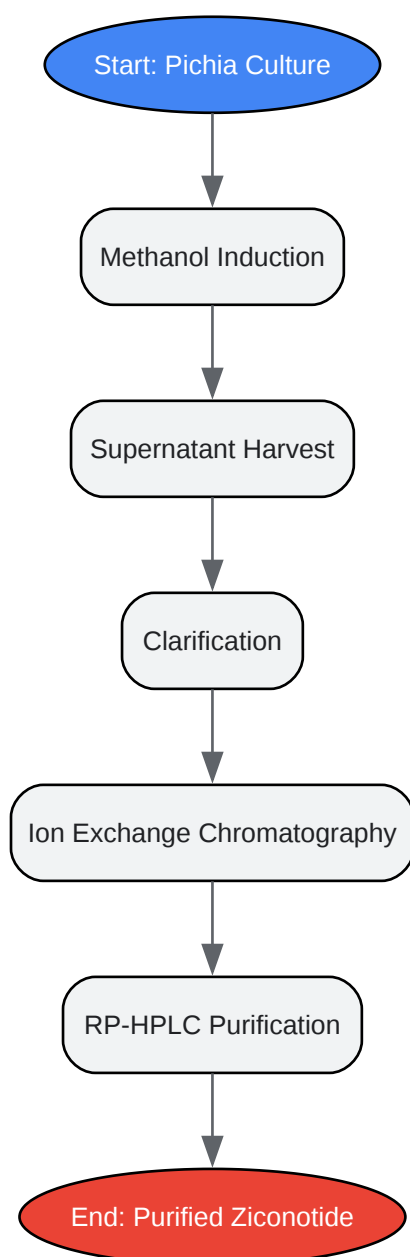 Start: Pichia Culture
Methanol Induction
Supernatant Harvest
Clarification
Ion Exchange Chromatography
RP-HPLC Purification
End: Purified Ziconotide